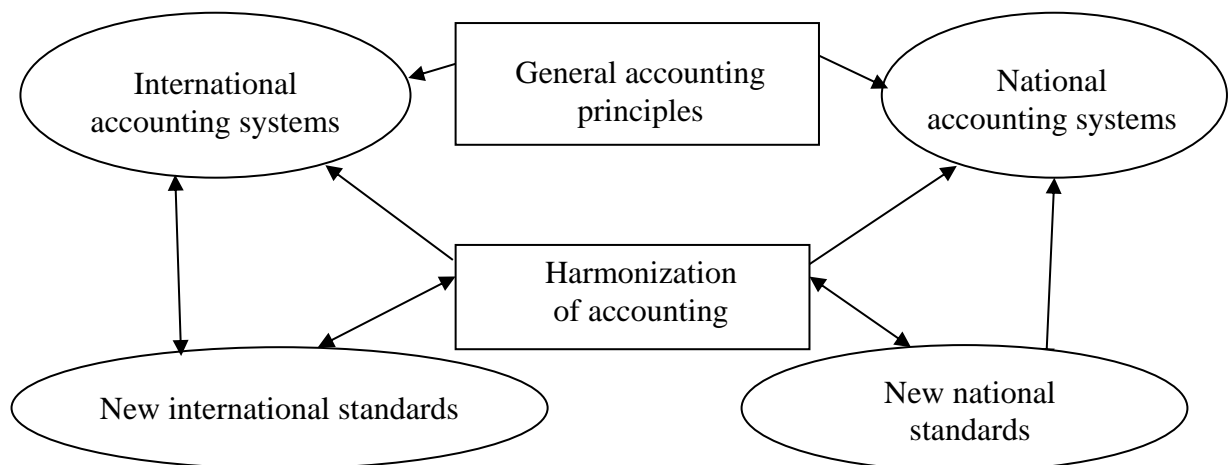 International
accounting systems
General accounting
principles
National
accounting systems
Harmonization
of accounting
New international standards
New national
standards